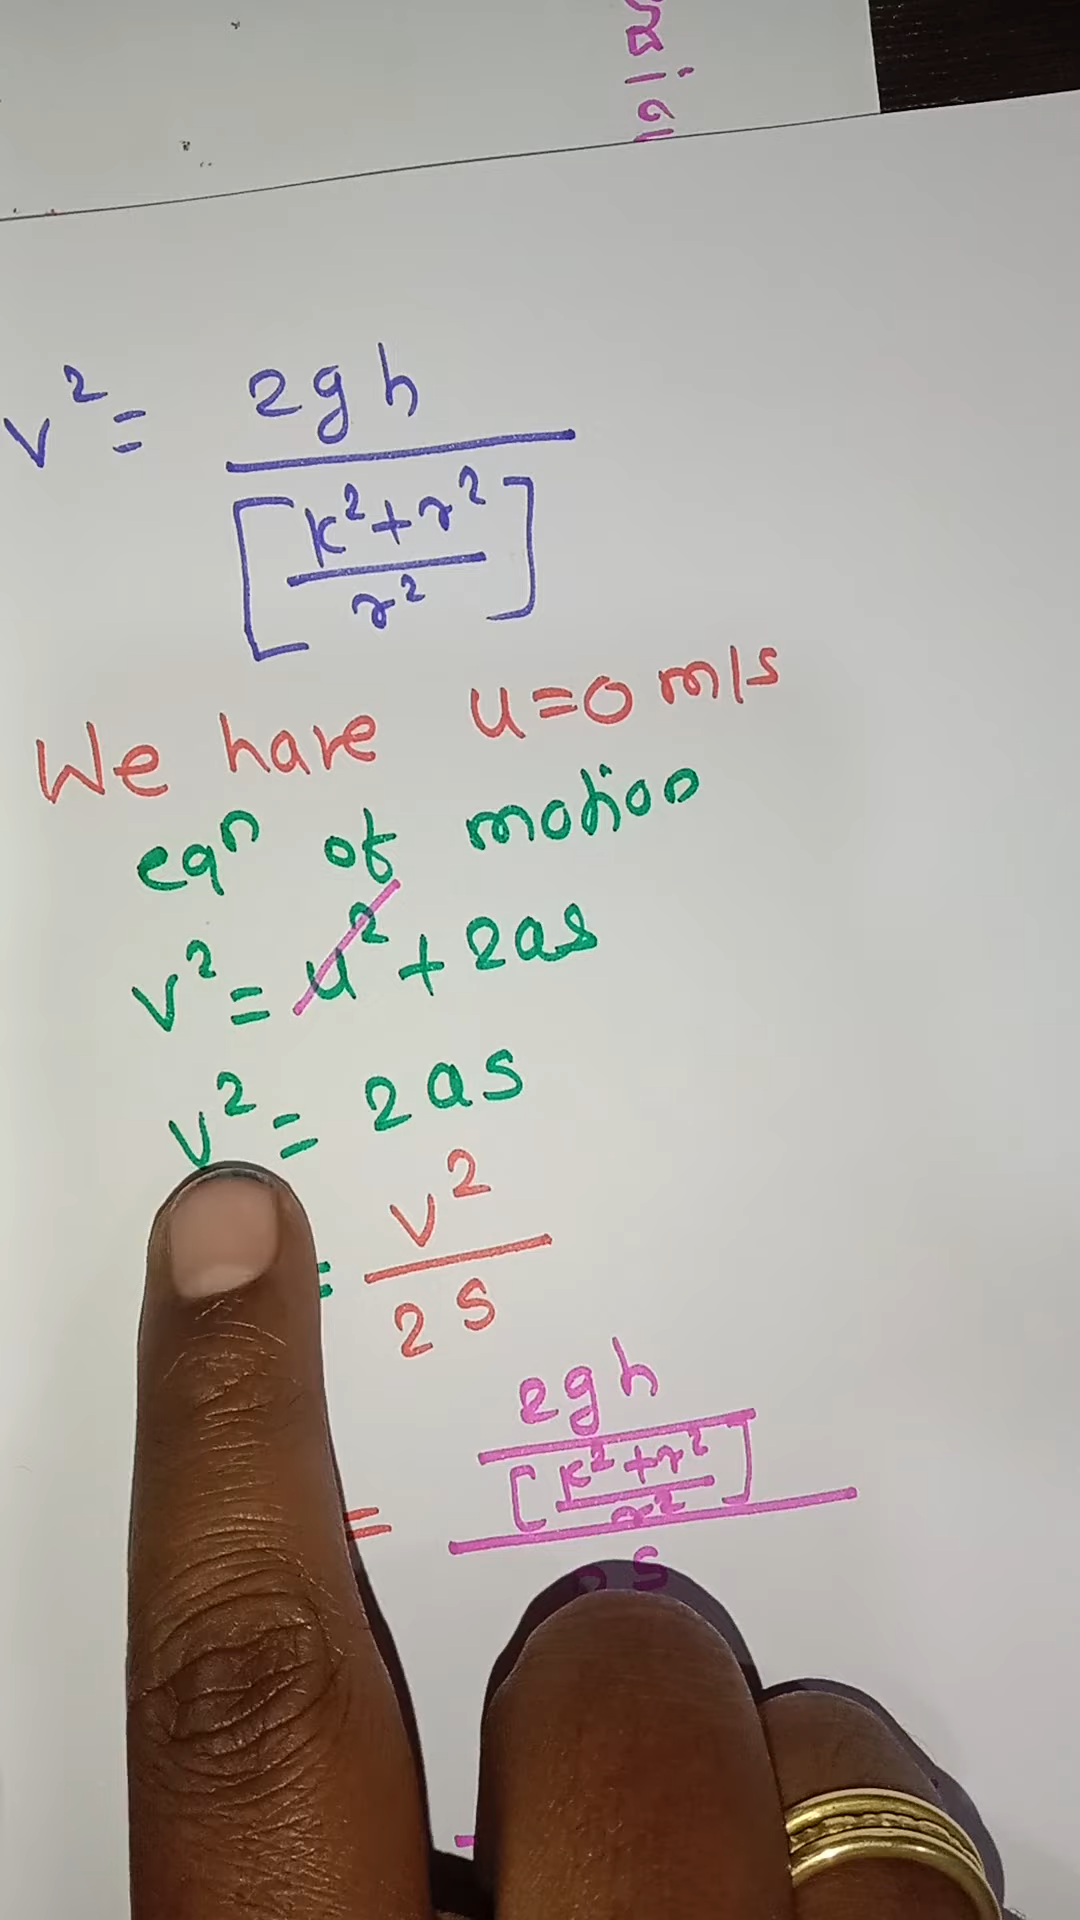 v² = 2gh / [(k²+r²)/r²]
We have u=0 m/s
eqⁿ of motion
v² = u² + 2as
v² = 2as
= v² / 2s
= (2gh / [(k²+r²)/r²]) / s